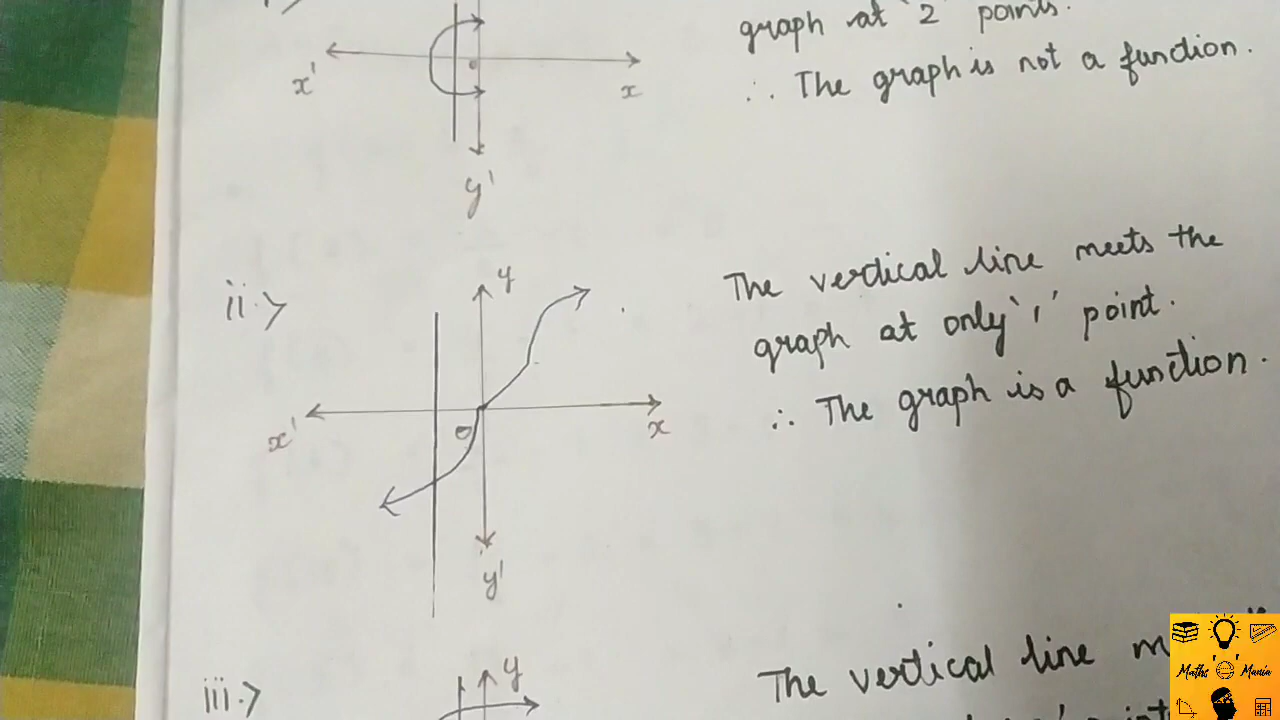 graph at '2' points.
∴ The graph is not a function.
x'
x
y'
ii.>
y
The vertical line meets the
graph at only '1' point.
∴ The graph is a function.
x'
o
x
y'
iii.>
y
The vertical line
Maths Mania